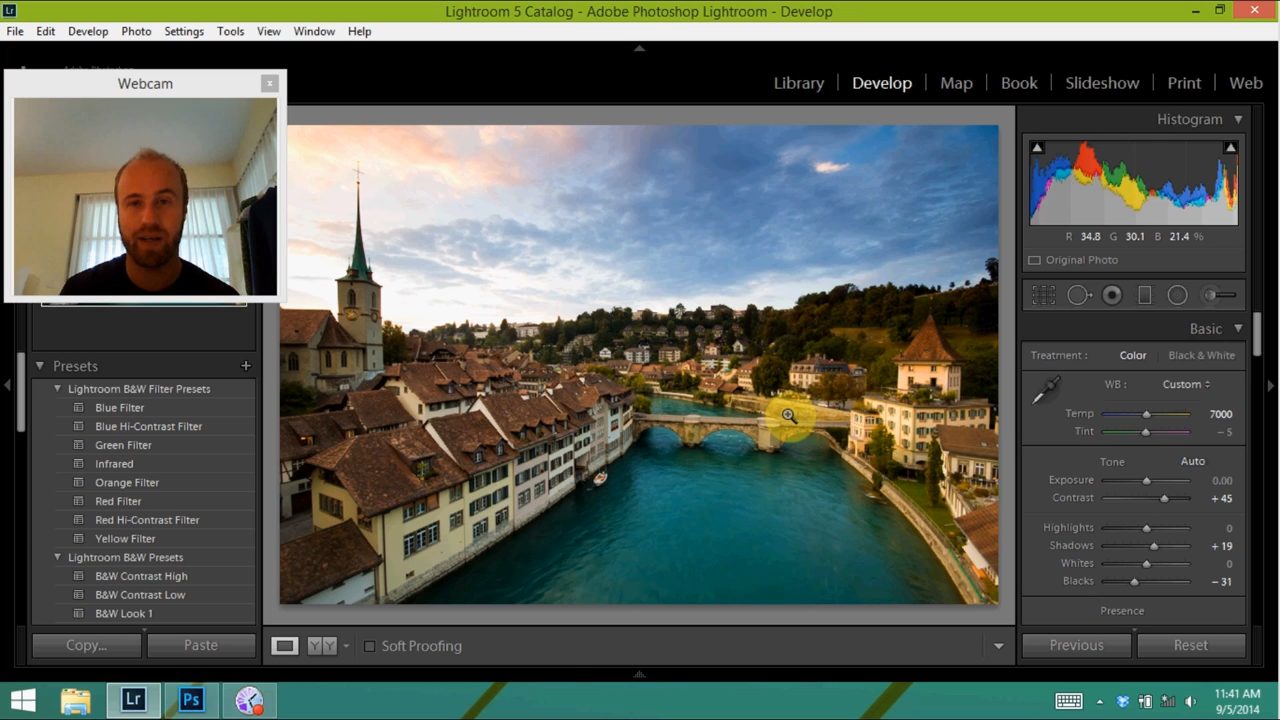 Lr
Lightroom 5 Catalog - Adobe Photoshop Lightroom - Develop
File Edit Develop Photo Settings Tools View Window Help
Webcam
x
Library | Develop | Map | Book | Slideshow | Print | Web
Histogram
R 34.8 G 30.1 B 21.4 %
Original Photo
Basic
Treatment : Color Black & White
WB : Custom
Temp 7000
Tint – 5
Tone Auto
Exposure 0.00
Contrast + 45
Highlights 0
Shadows + 19
Whites 0
Blacks – 31
Presence
Previous Reset
Presets +
Lightroom B&W Filter Presets
Blue Filter
Blue Hi-Contrast Filter
Green Filter
Infrared
Orange Filter
Red Filter
Red Hi-Contrast Filter
Yellow Filter
Lightroom B&W Presets
B&W Contrast High
B&W Contrast Low
B&W Look 1
Copy... Paste
YY
Soft Proofing
Lr Ps
11:41 AM
9/5/2014